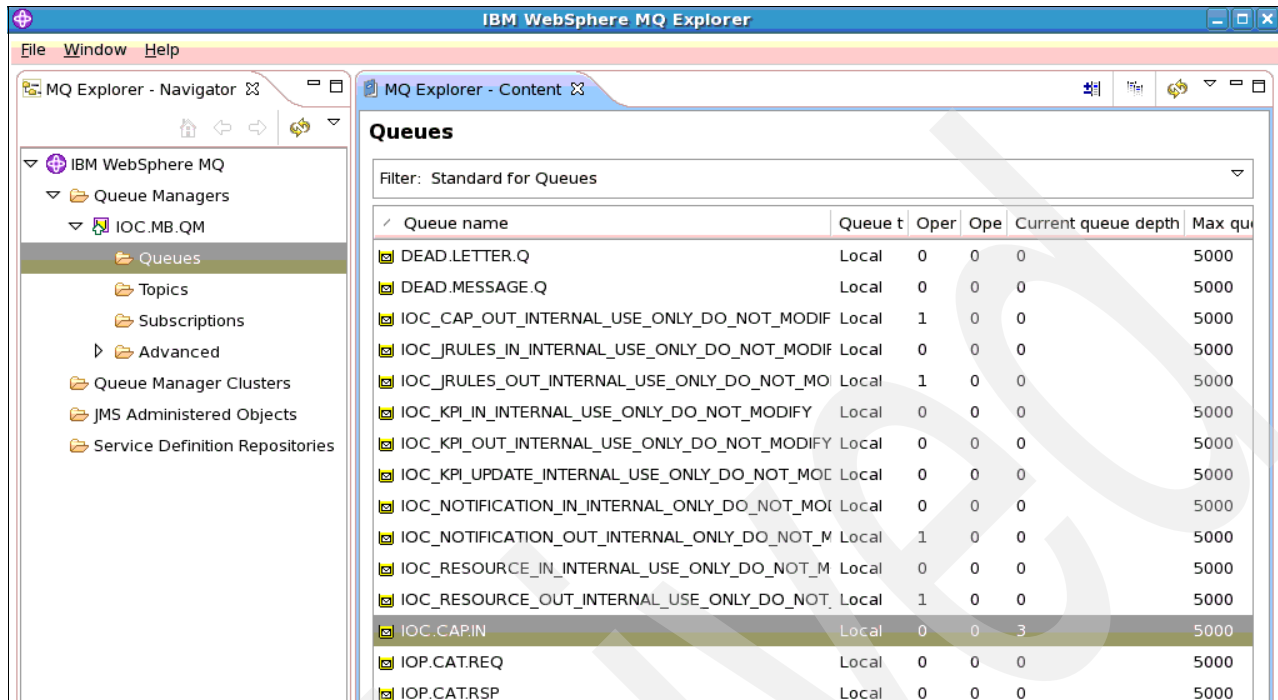 IBM WebSphere MQ Explorer
File Window Help
MQ Explorer - Navigator
IBM WebSphere MQ
Queue Managers
IOC.MB.QM
Queues
Topics
Subscriptions
Advanced
Queue Manager Clusters
JMS Administered Objects
Service Definition Repositories
MQ Explorer - Content
Queues
Filter: Standard for Queues
Queue name Queue t Oper Ope Current queue depth Max que
DEAD.LETTER.Q Local 0 0 0 5000
DEAD.MESSAGE.Q Local 0 0 0 5000
IOC_CAP_OUT_INTERNAL_USE_ONLY_DO_NOT_MODIF Local 1 0 0 5000
IOC_JRULES_IN_INTERNAL_USE_ONLY_DO_NOT_MODIF Local 0 0 0 5000
IOC_JRULES_OUT_INTERNAL_USE_ONLY_DO_NOT_MO Local 1 0 0 5000
IOC_KPI_IN_INTERNAL_USE_ONLY_DO_NOT_MODIFY Local 0 0 0 5000
IOC_KPI_OUT_INTERNAL_USE_ONLY_DO_NOT_MODIFY Local 0 0 0 5000
IOC_KPI_UPDATE_INTERNAL_USE_ONLY_DO_NOT_MOD Local 0 0 0 5000
IOC_NOTIFICATION_IN_INTERNAL_ONLY_DO_NOT_MOD Local 0 0 0 5000
IOC_NOTIFICATION_OUT_INTERNAL_ONLY_DO_NOT_M Local 1 0 0 5000
IOC_RESOURCE_IN_INTERNAL_USE_ONLY_DO_NOT_M Local 0 0 0 5000
IOC_RESOURCE_OUT_INTERNAL_USE_ONLY_DO_NOT_ Local 1 0 0 5000
IOC.CAP.IN Local 0 0 3 5000
IOP.CAT.REQ Local 0 0 0 5000
IOP.CAT.RSP Local 0 0 0 5000